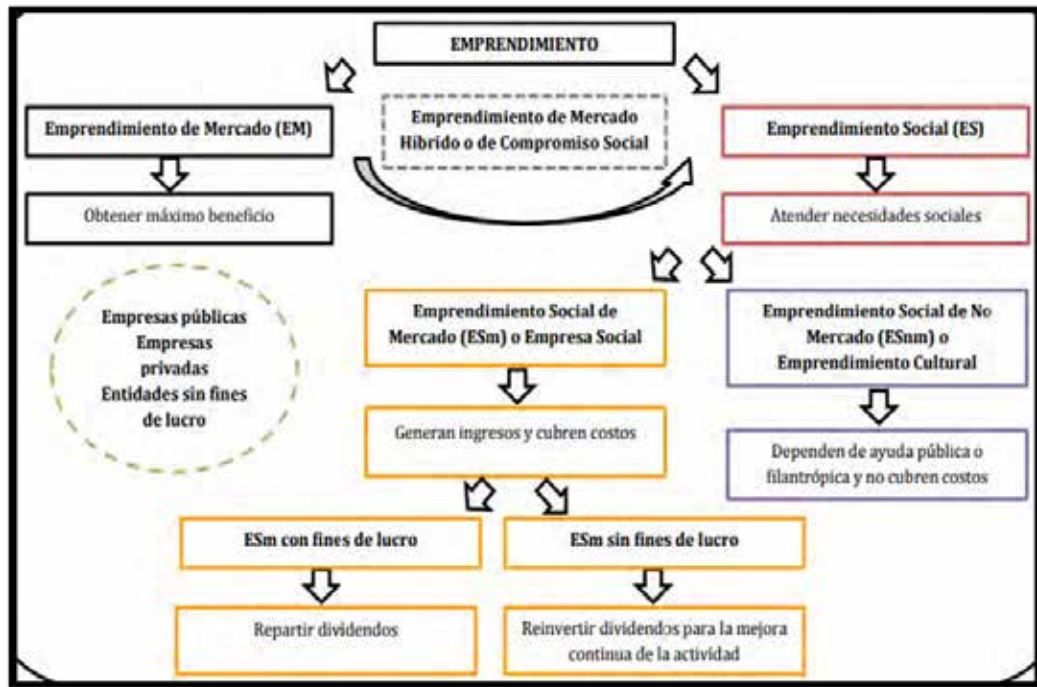 EMPRENDIMIENTO
Emprendimiento de Mercado (EM)
Emprendimiento de Mercado
Híbrido o de Compromiso Social
Emprendimiento Social (ES)
Obtener máximo beneficio
Atender necesidades sociales
Empresas públicas
Empresas
privadas
Entidades sin fines
de lucro
Emprendimiento Social de
Mercado (ESm) o Empresa Social
Emprendimiento Social de No
Mercado (ESnm) o
Emprendimiento Cultural
Generan ingresos y cubren costos
Dependen de ayuda pública o
filantrópica y no cubren costos
ESm con fines de lucro
ESm sin fines de lucro
Repartir dividendos
Reinvertir dividendos para la mejora
continua de la actividad